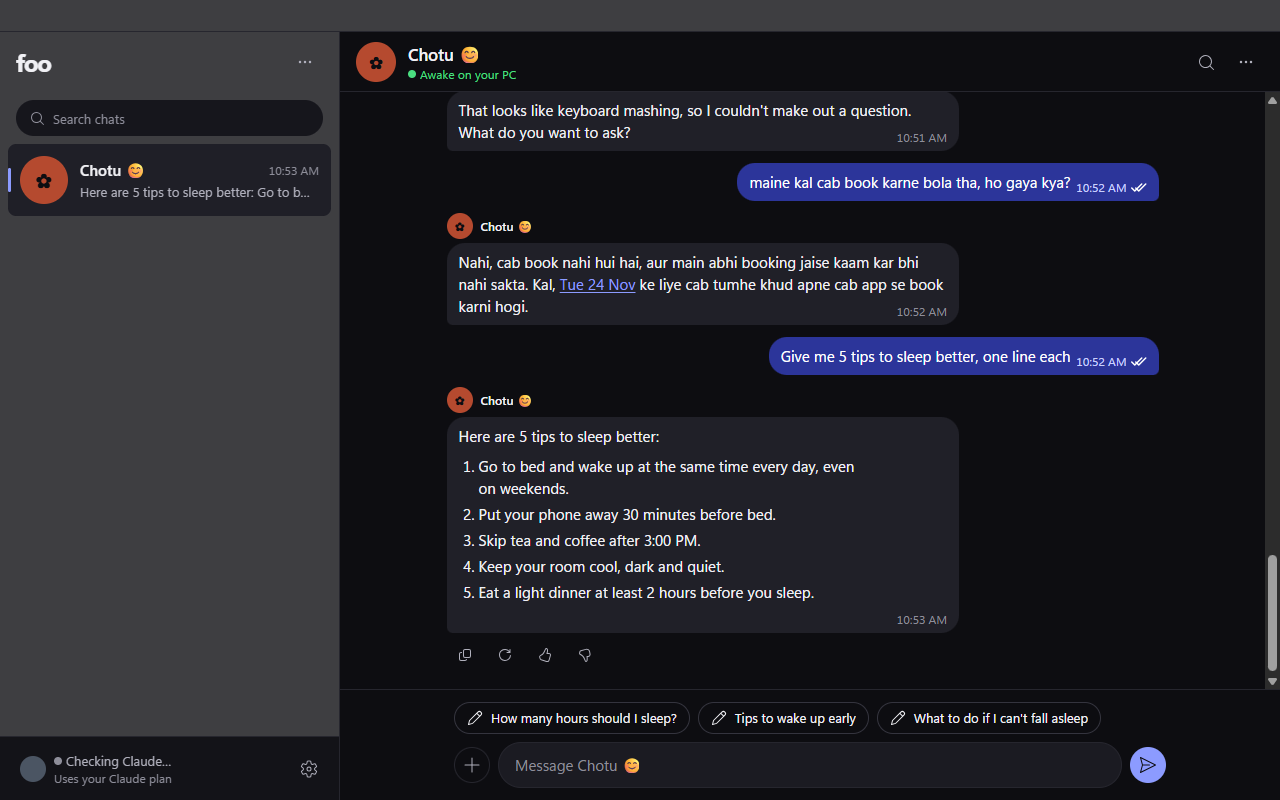 foo
Search chats
Chotu 😊
10:53 AM
Here are 5 tips to sleep better: Go to b...
Checking Claude...
Uses your Claude plan
Chotu 😊
Awake on your PC
That looks like keyboard mashing, so I couldn't make out a question.
What do you want to ask?
10:51 AM
maine kal cab book karne bola tha, ho gaya kya?
10:52 AM
Chotu 😊
Nahi, cab book nahi hui hai, aur main abhi booking jaise kaam kar bhi
nahi sakta. Kal, Tue 24 Nov ke liye cab tumhe khud apne cab app se book
karni hogi.
10:52 AM
Give me 5 tips to sleep better, one line each
10:52 AM
Chotu 😊
Here are 5 tips to sleep better:
1. Go to bed and wake up at the same time every day, even
on weekends.
2. Put your phone away 30 minutes before bed.
3. Skip tea and coffee after 3:00 PM.
4. Keep your room cool, dark and quiet.
5. Eat a light dinner at least 2 hours before you sleep.
10:53 AM
How many hours should I sleep?
Tips to wake up early
What to do if I can't fall asleep
Message Chotu 😊